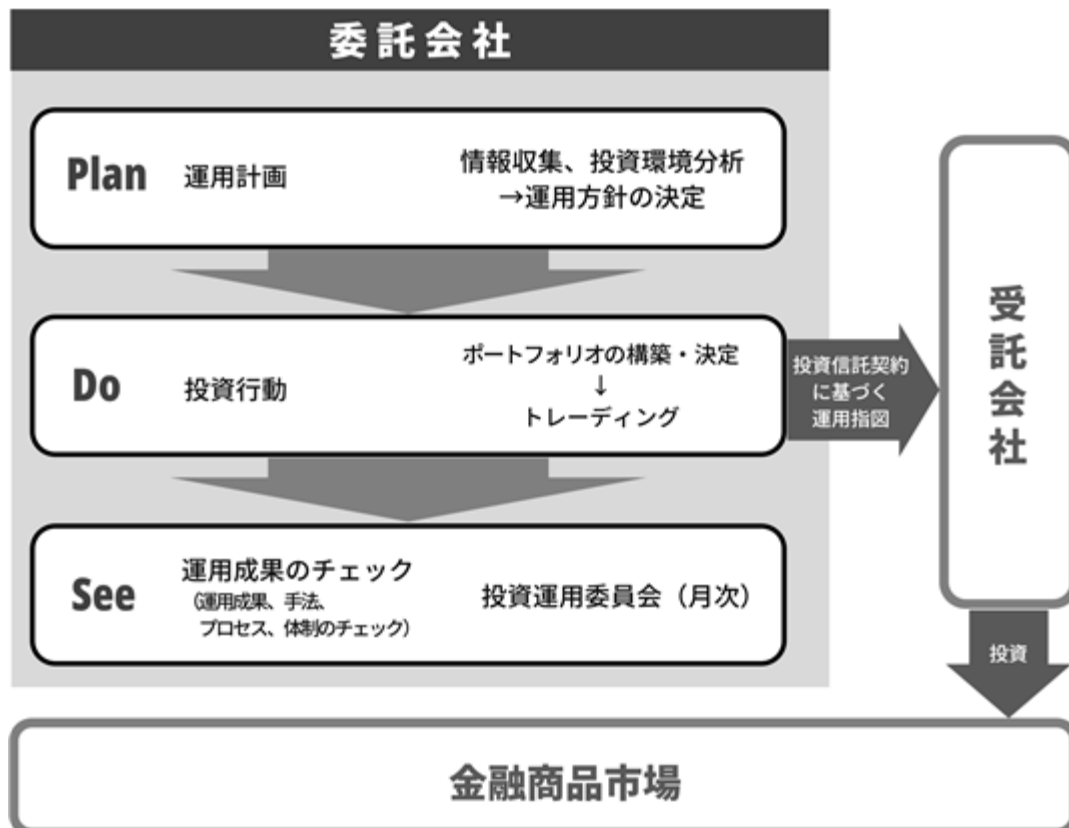 委託会社
Plan
運用計画
情報収集、投資環境分析
→運用方針の決定
Do
投資行動
ポートフォリオの構築・決定
↓
トレーディング
投資信託契約
に基づく
運用指図
受託会社
See
運用成果のチェック
（運用成果、手法、
プロセス、体制のチェック）
投資運用委員会（月次）
投資
金融商品市場